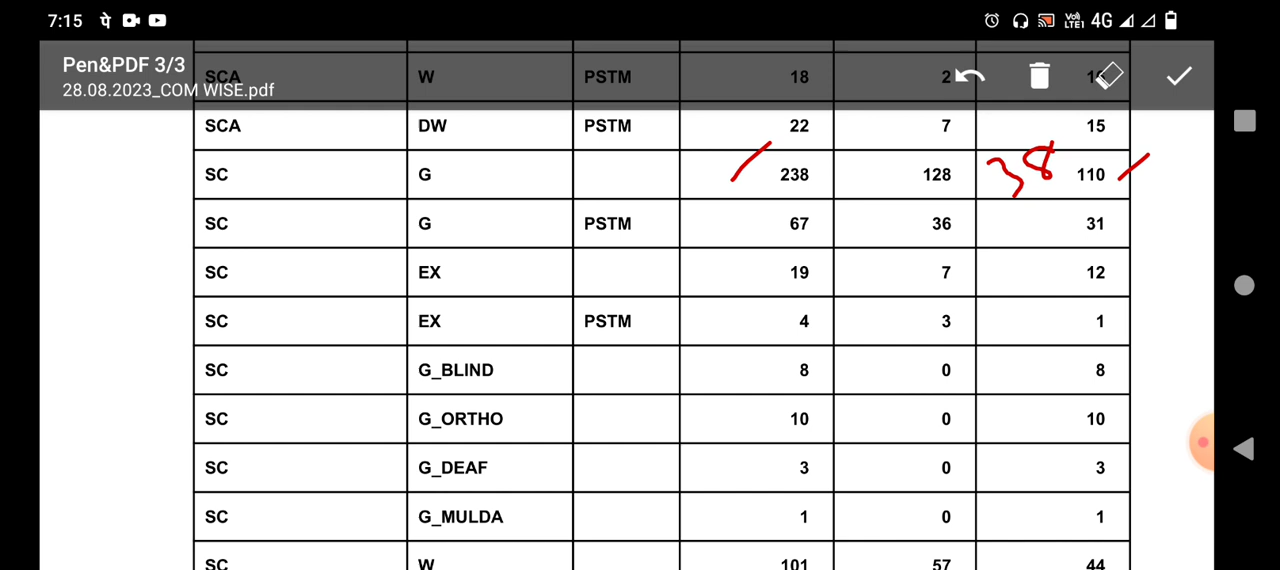 7:15 पे Vo)) LTE1 4G
Pen&PDF 3/3
28.08.2023_COM WISE.pdf
SCA W PSTM 18 2
SCA DW PSTM 22 7 15
SC G 238 128 38 110
SC G PSTM 67 36 31
SC EX 19 7 12
SC EX PSTM 4 3 1
SC G_BLIND 8 0 8
SC G_ORTHO 10 0 10
SC G_DEAF 3 0 3
SC G_MULDA 1 0 1
SC W 101 57 44